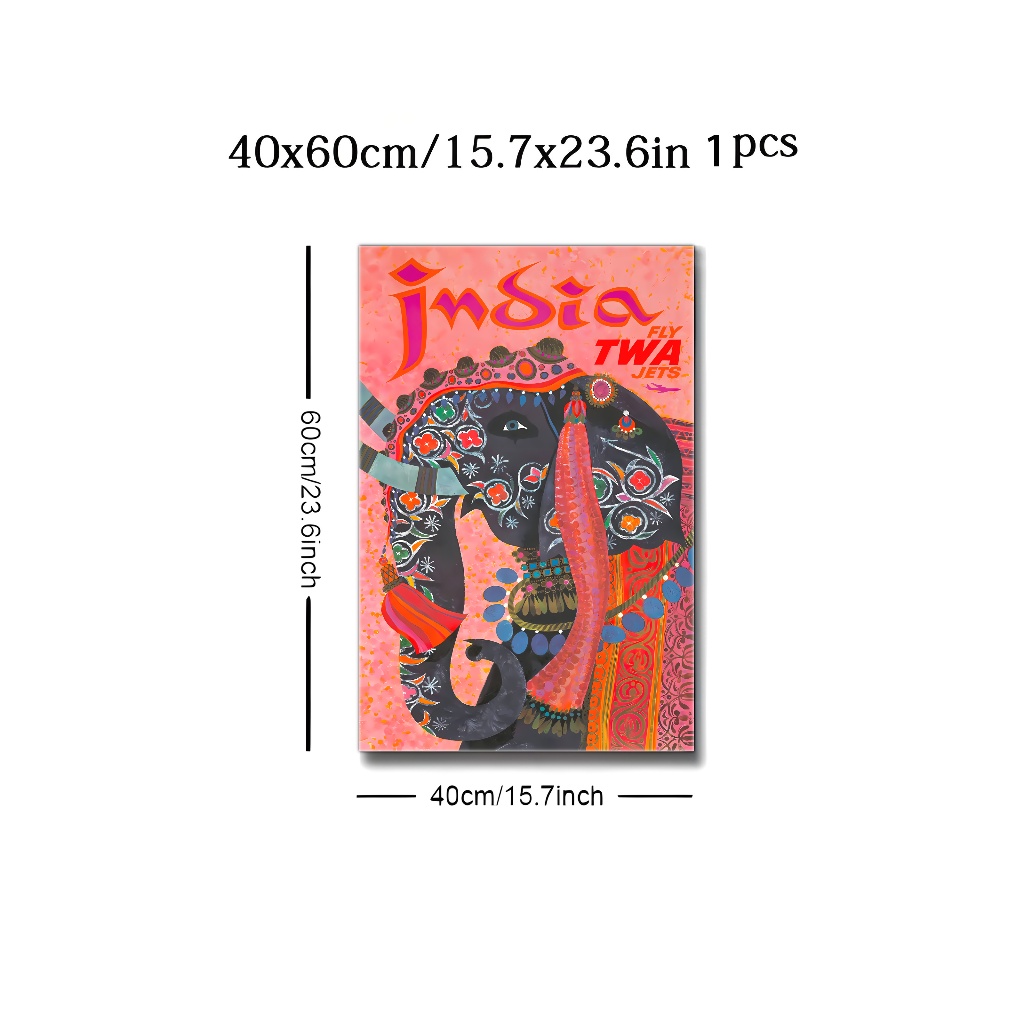 40x60cm/15.7x23.6in 1pcs
india
FLY
TWA
JETS
60cm/23.6inch
40cm/15.7inch